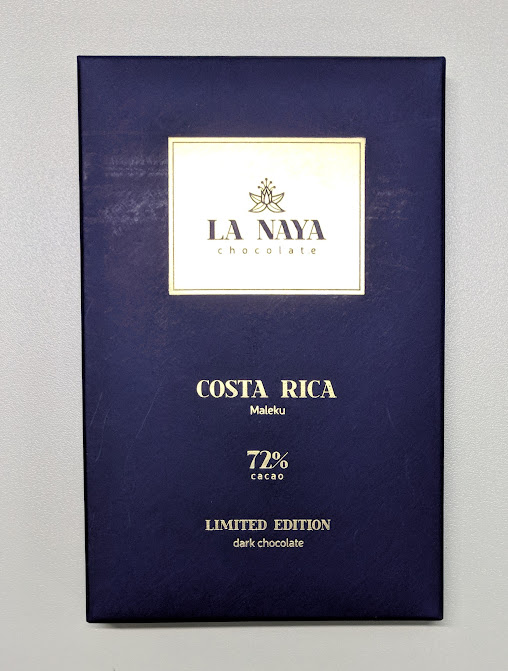 LA NAYA
chocolate
COSTA RICA
Maleku
72%
cacao
LIMITED EDITION
dark chocolate